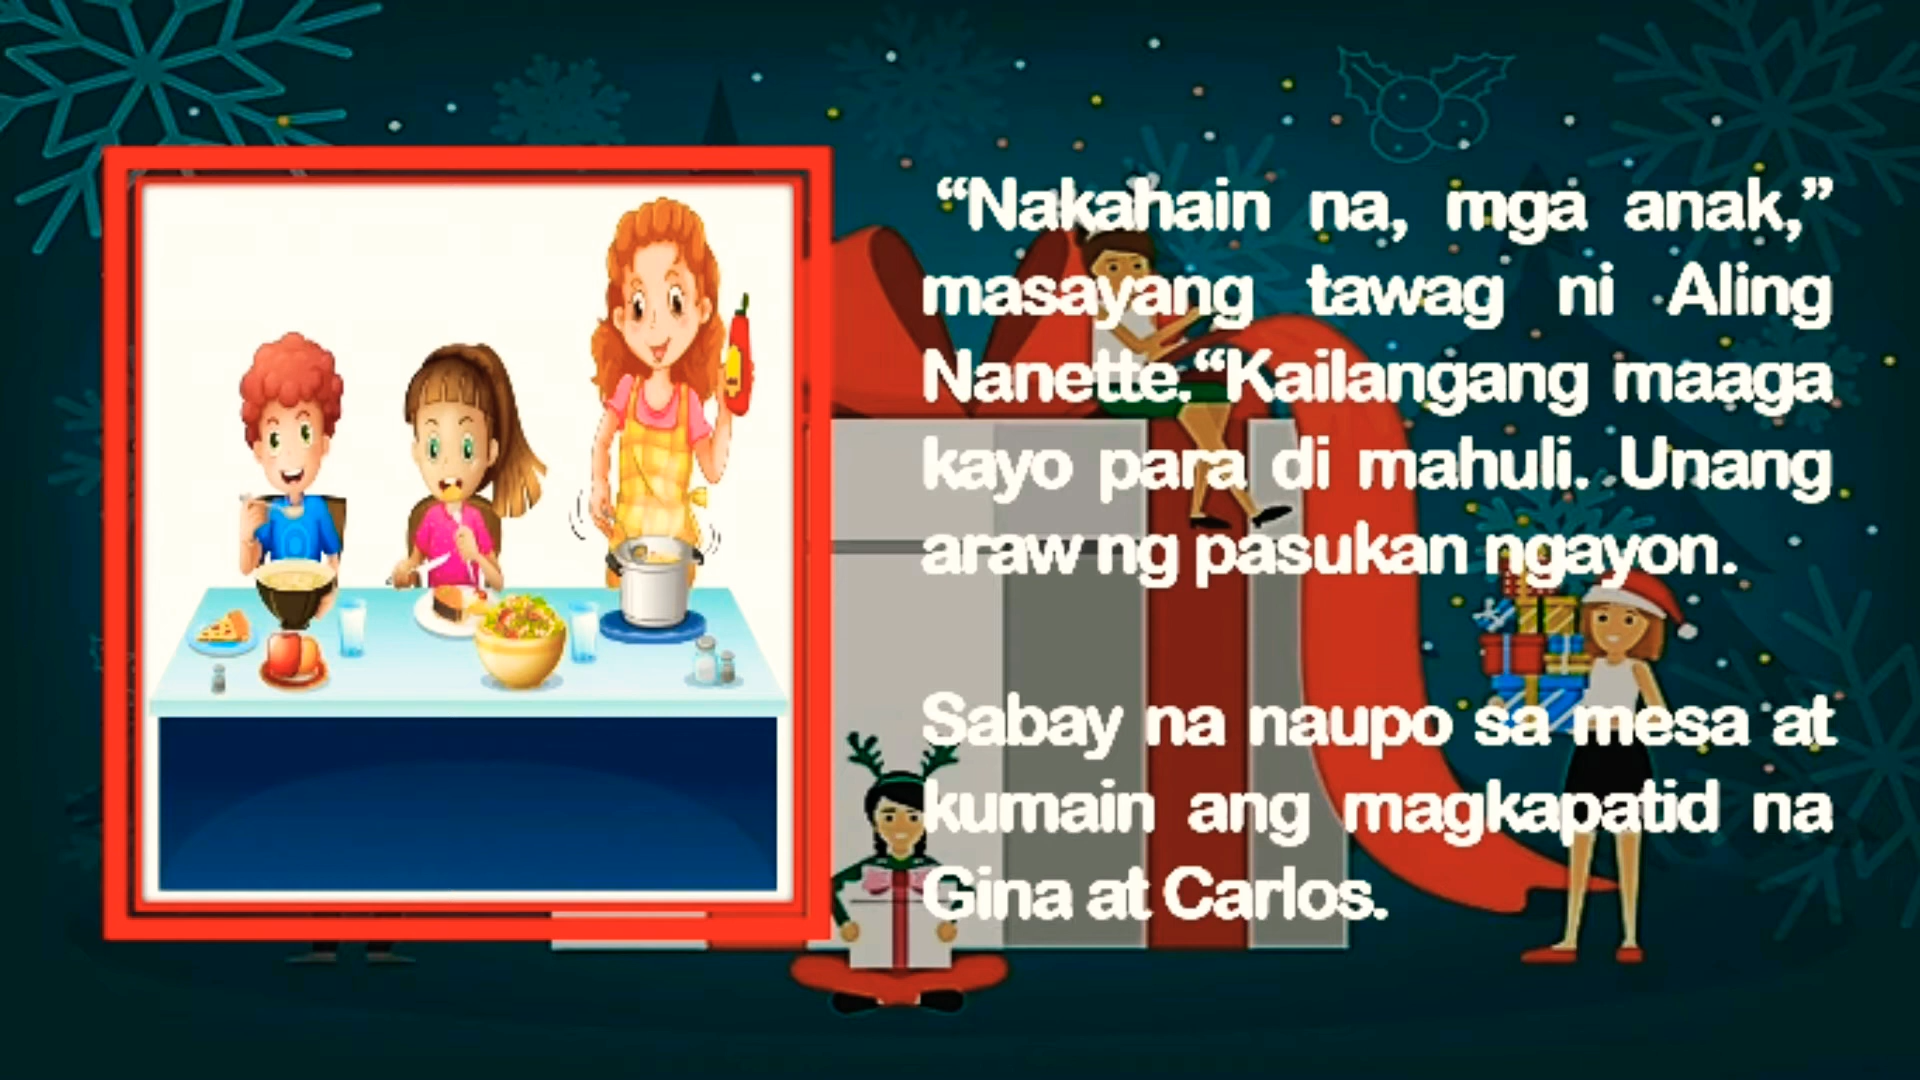 “Nakahain na, mga anak,”
masayang tawag ni Aling
Nanette.“Kailangang maaga
kayo para di mahuli. Unang
araw ng pasukan ngayon.
Sabay na naupo sa mesa at
kumain ang magkapatid na
Gina at Carlos.